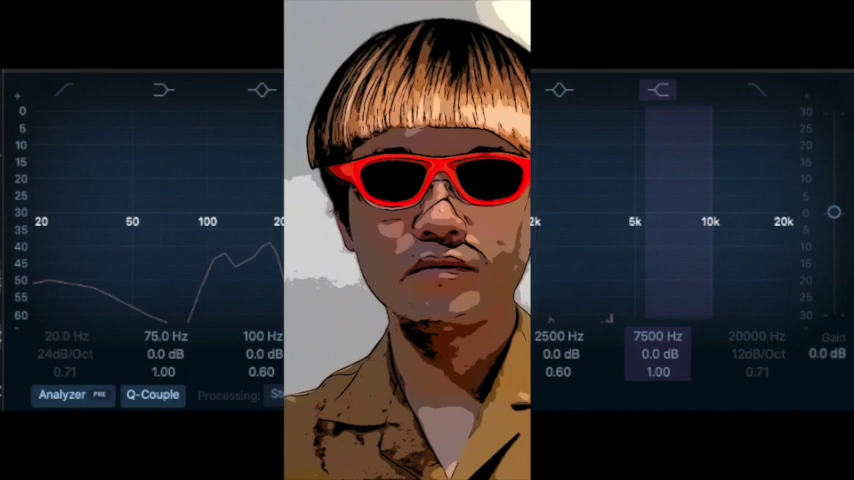 0
5
10
15
20
25
30
35
40
45
50
55
60
20 50 100
20.0 Hz 75.0 Hz 100 Hz
24dB/Oct 0.0 dB 0.0 dB
0.71 1.00 0.60
Analyzer PRE Q-Couple Processing:
2k 5k 10k 20k
30
25
20
15
10
5
0
5
10
15
20
25
30
2500 Hz 7500 Hz 20000 Hz Gain
0.0 dB 0.0 dB 12dB/Oct 0.0 dB
0.60 1.00 0.71